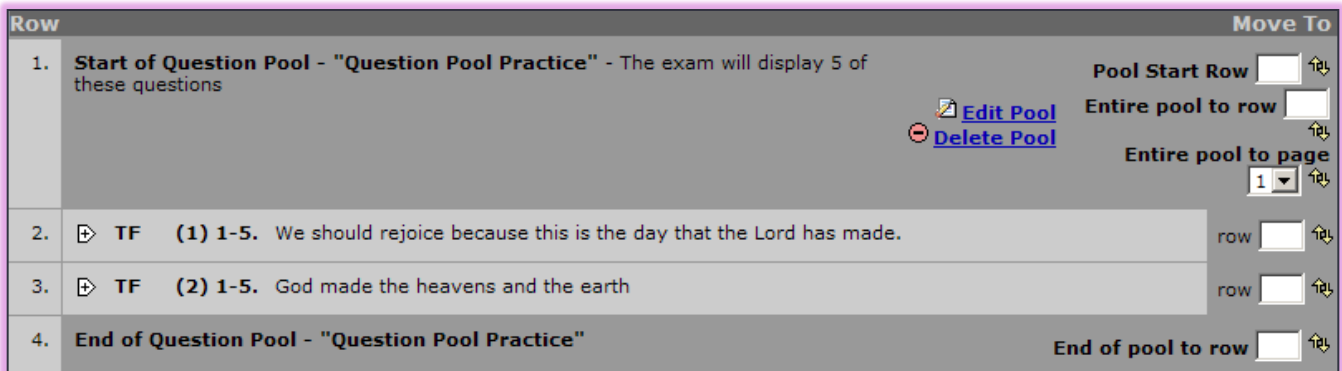 Row Move To
1. Start of Question Pool - "Question Pool Practice" - The exam will display 5 of
these questions
Pool Start Row
Edit Pool
Entire pool to row
Delete Pool
Entire pool to page
1
2. TF (1) 1-5. We should rejoice because this is the day that the Lord has made. row
3. TF (2) 1-5. God made the heavens and the earth row
4. End of Question Pool - "Question Pool Practice"
End of pool to row